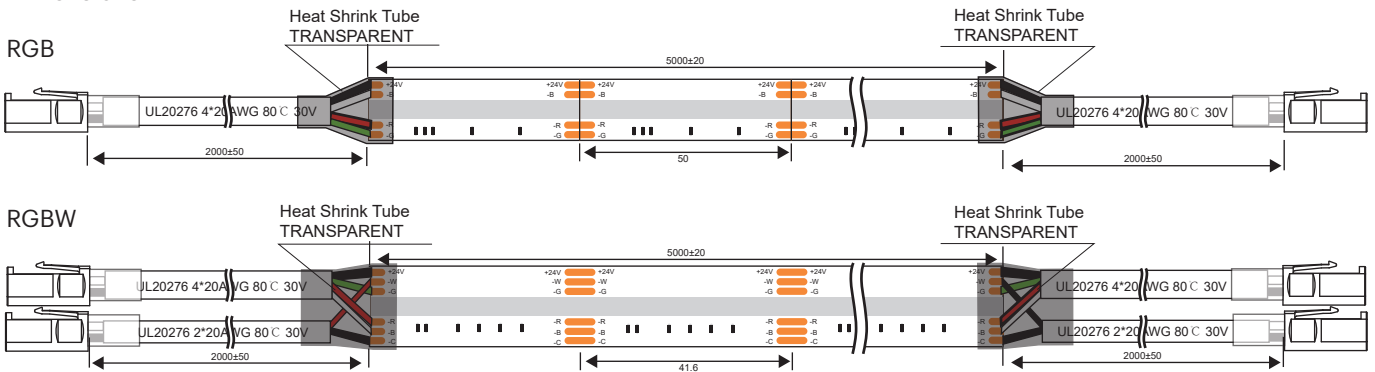 Heat Shrink Tube
TRANSPARENT
Heat Shrink Tube
TRANSPARENT
RGB
5000±20
+24V +24V +24V +24V +24V +24V
-B -B -B -B -B -B
UL20276 4*20AWG 80℃ 30V
UL20276 4*20AWG 80℃ 30V
-R -R -R -R -R -R
-G -G -G -G -G -G
2000±50
50
2000±50
RGBW
Heat Shrink Tube
TRANSPARENT
Heat Shrink Tube
TRANSPARENT
5000±20
+24V +24V +24V +24V +24V +24V
-W -W -W -W -W -W
-G -G -G -G -G -G
UL20276 4*20AWG 80℃ 30V
UL20276 4*20AWG 80℃ 30V
-R -R -R -R -R -R
-B -B -B -B -B -B
-C -C -C -C -C -C
UL20276 2*20AWG 80℃ 30V
UL20276 2*20AWG 80℃ 30V
2000±50
41.6
2000±50